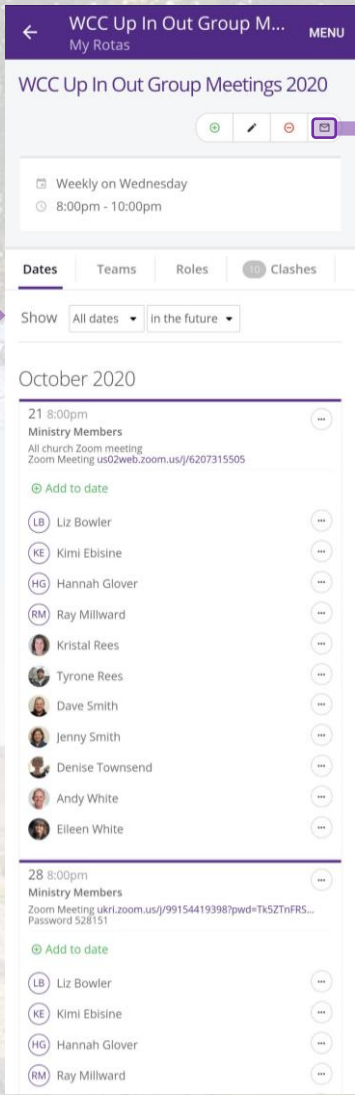 WCC Up In Out Group M...
MENU
My Rotas
WCC Up In Out Group Meetings 2020
Weekly on Wednesday
8:00pm - 10:00pm
Dates Teams Roles 10 Clashes
Show All dates in the future
October 2020
21 8:00pm
Ministry Members
All church Zoom meeting
Zoom Meeting us02web.zoom.us/j/6207315505
Add to date
LB Liz Bowler
KE Kimi Ebisine
HG Hannah Glover
RM Ray Millward
Kristal Rees
Tyrone Rees
Dave Smith
Jenny Smith
Denise Townsend
Andy White
Eileen White
28 8:00pm
Ministry Members
Zoom Meeting ukri.zoom.us/j/99154419398?pwd=Tk5ZTnFRS...
Password 528151
Add to date
LB Liz Bowler
KE Kimi Ebisine
HG Hannah Glover
RM Ray Millward